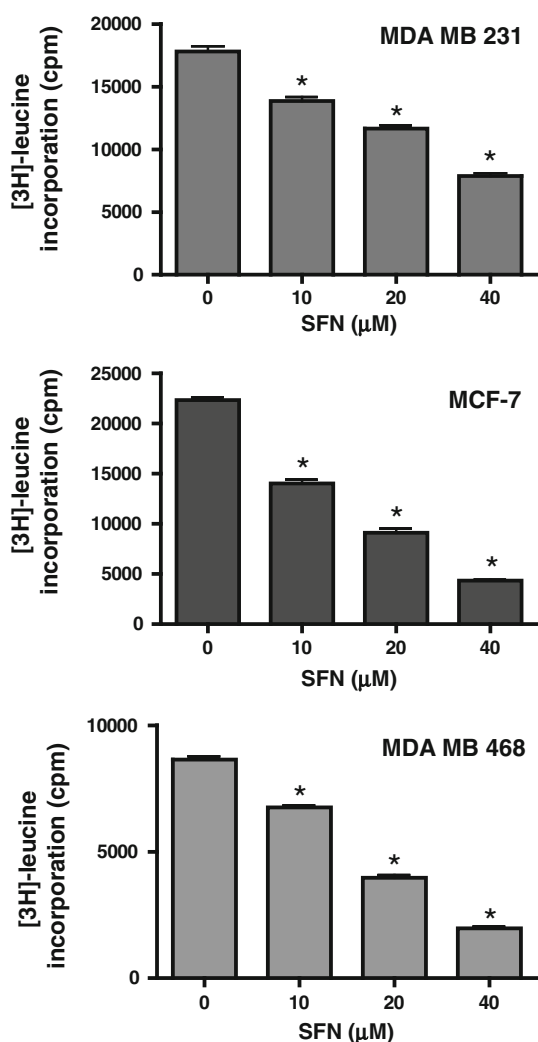 MDA MB 231
[3H]-leucine
incorporation (cpm)
20000
15000
10000
5000
0
*
*
*
0 10 20 40
SFN (μM)
MCF-7
[3H]-leucine
incorporation (cpm)
25000
20000
15000
10000
5000
0
*
*
*
0 10 20 40
SFN (μM)
MDA MB 468
[3H]-leucine
incorporation (cpm)
10000
5000
0
*
*
*
0 10 20 40
SFN (μM)